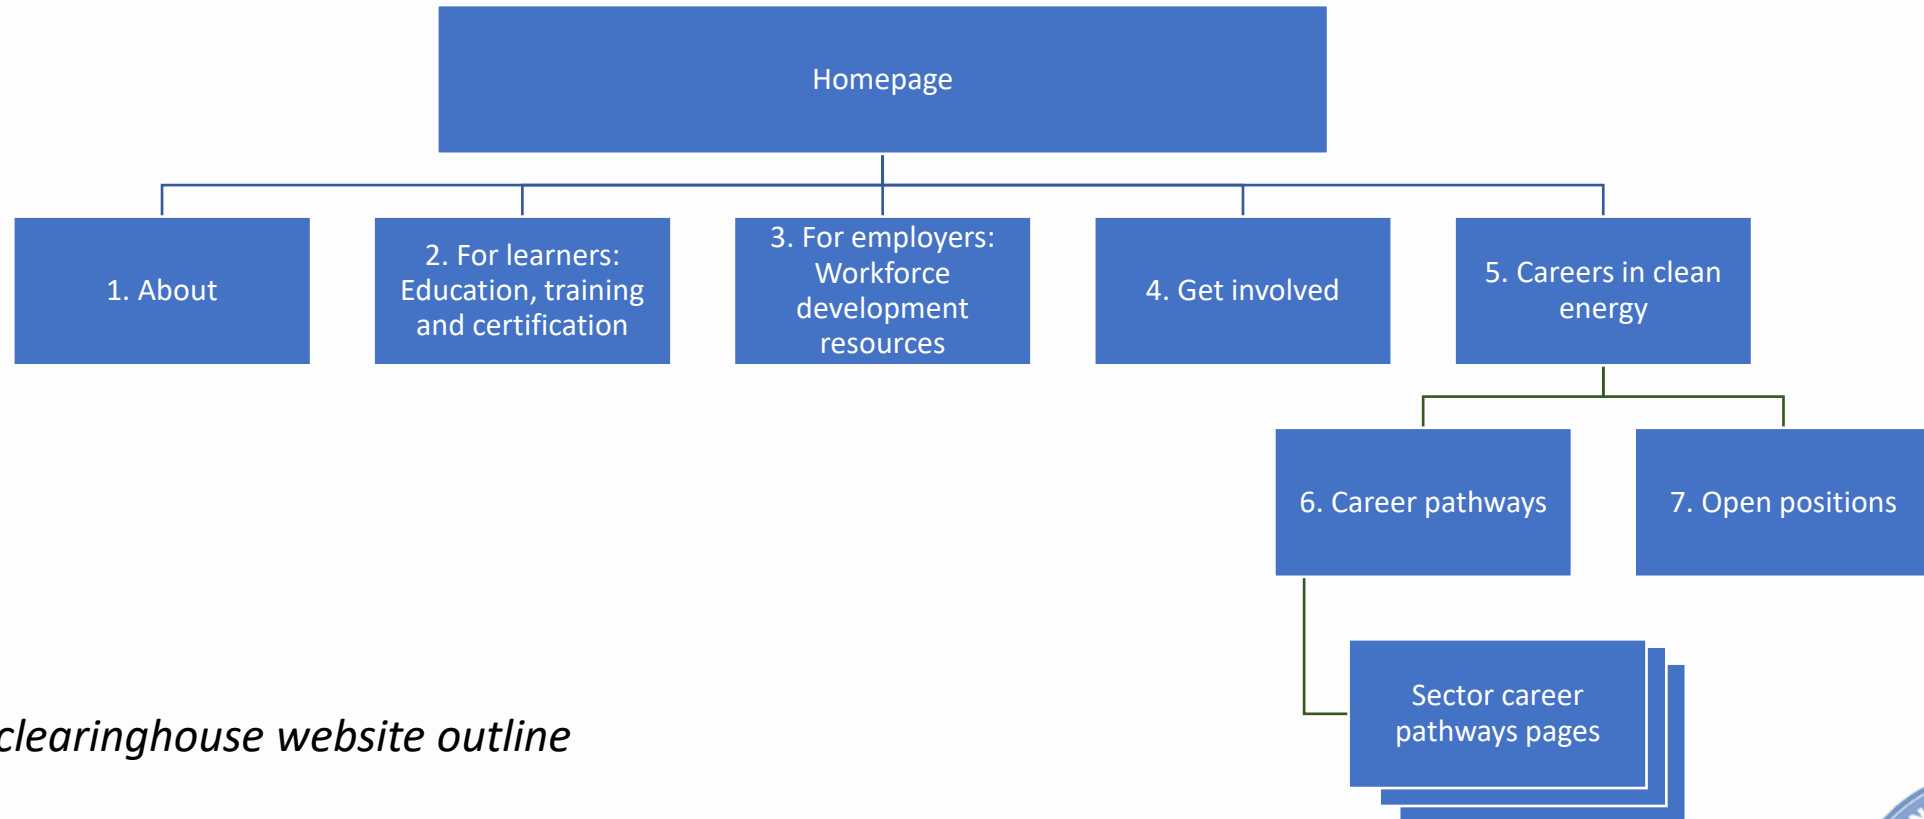 Homepage
1. About
2. For learners:
Education, training
and certification
3. For employers:
Workforce
development
resources
4. Get involved
5. Careers in clean
energy
6. Career pathways
7. Open positions
Sector career
pathways pages
clearinghouse website outline